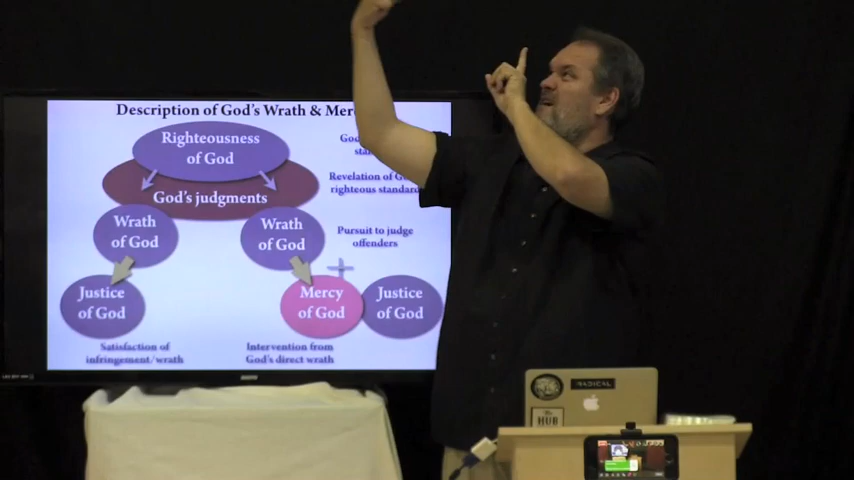 Description of God's Wrath &
Righteousness
of God
God's judgments
Revelation of
righteous standard
Wrath
of God
Wrath
of God
Pursuit to judge
offenders
Justice
of God
Mercy
of God
Justice
of God
Satisfaction of
infringement/wrath
Intervention from
God's direct wrath
RADICAL
HUB